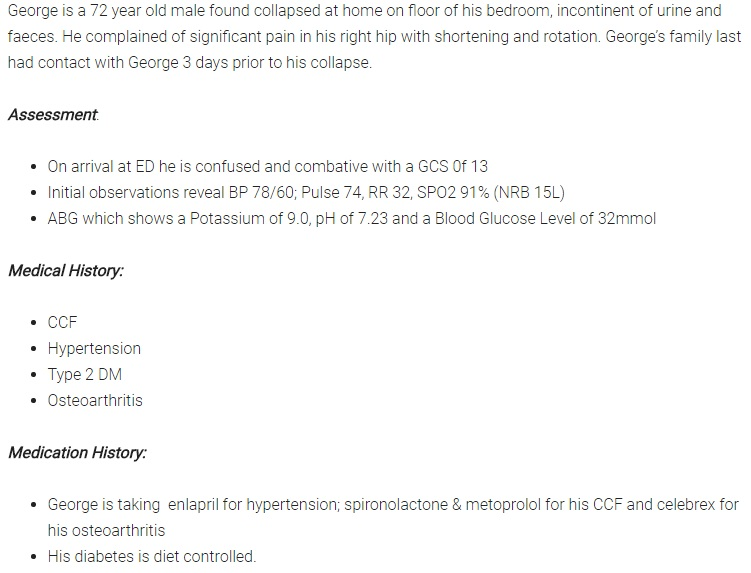 George is a 72 year old male found collapsed at home on floor of his bedroom, incontinent of urine and
faeces. He complained of significant pain in his right hip with shortening and rotation. George's family last
had contact with George 3 days prior to his collapse.
Assessment.
• On arrival at ED he is confused and combative with a GCS 0f 13
• Initial observations reveal BP 78/60; Pulse 74, RR 32, SPO2 91% (NRB 15L)
• ABG which shows a Potassium of 9.0, pH of 7.23 and a Blood Glucose Level of 32mmol
Medical History:
• CCF
• Hypertension
• Type 2 DM
• Osteoarthritis
Medication History:
• George is taking enlapril for hypertension; spironolactone & metoprolol for his CCF and celebrex for
his osteoarthritis
• His diabetes is diet controlled.